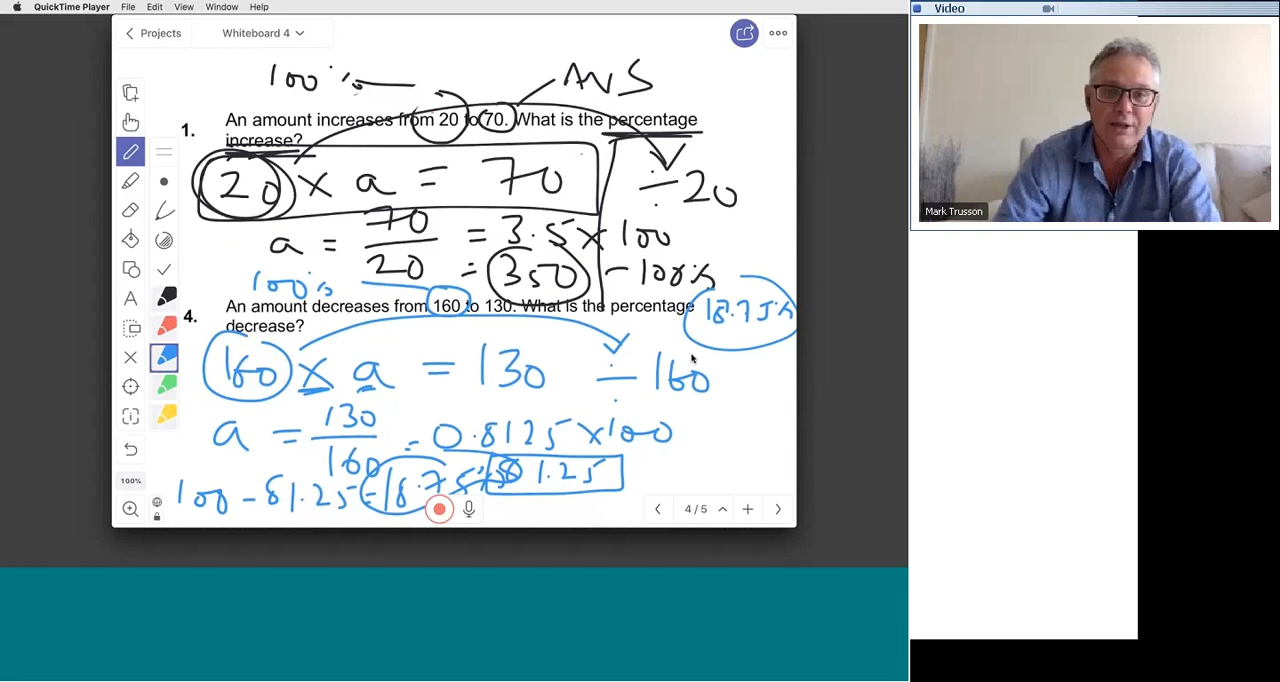 QuickTime Player File Edit View Window Help
Video
Projects
Whiteboard 4
100%
ANS
1. An amount increases from 20 to 70. What is the percentage
increase?
20 x a = 70 ÷ 20
a = 70/20 = 3.5 x 100
= 350 - 100%
100%
4. An amount decreases from 160 to 130. What is the percentage
decrease?
18.75%
160 x a = 130 ÷ 160
a = 130/160 = 0.8125 x 100
81.25
100 - 81.25 = 18.75%
A
100%
4/5
Mark Trusson